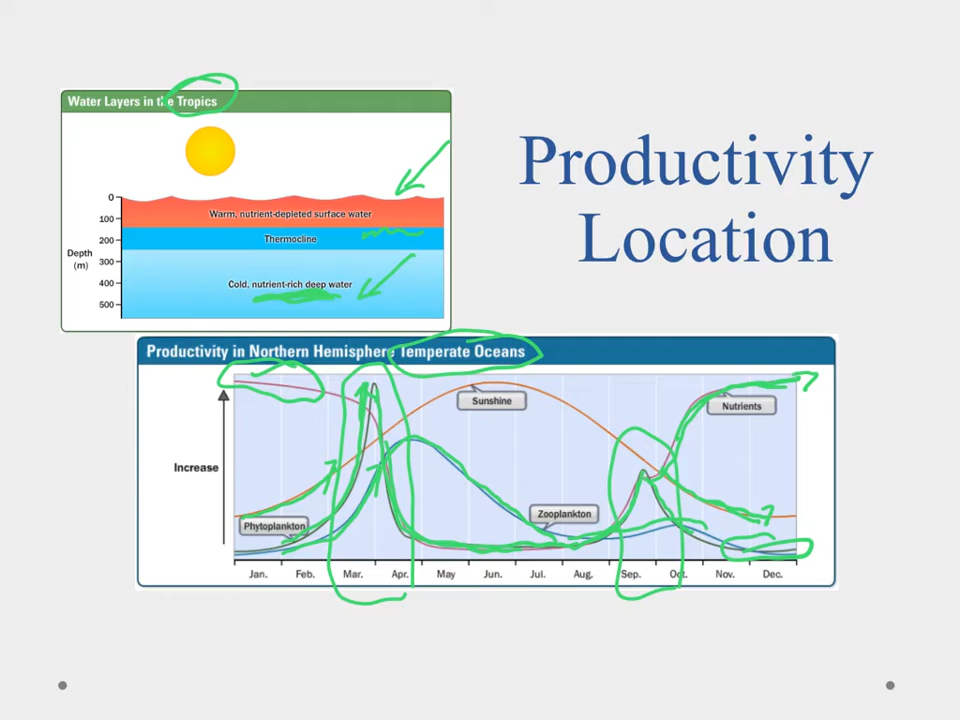 Water Layers in the Tropics
Productivity
Location
0
100
200
300
400
500
Depth
(m)
Warm, nutrient-depleted surface water
Thermocline
Cold, nutrient-rich deep water
Productivity in Northern Hemisphere Temperate Oceans
Increase
Sunshine
Nutrients
Phytoplankton
Zooplankton
Jan. Feb. Mar. Apr. May Jun. Jul. Aug. Sep. Oct. Nov. Dec.